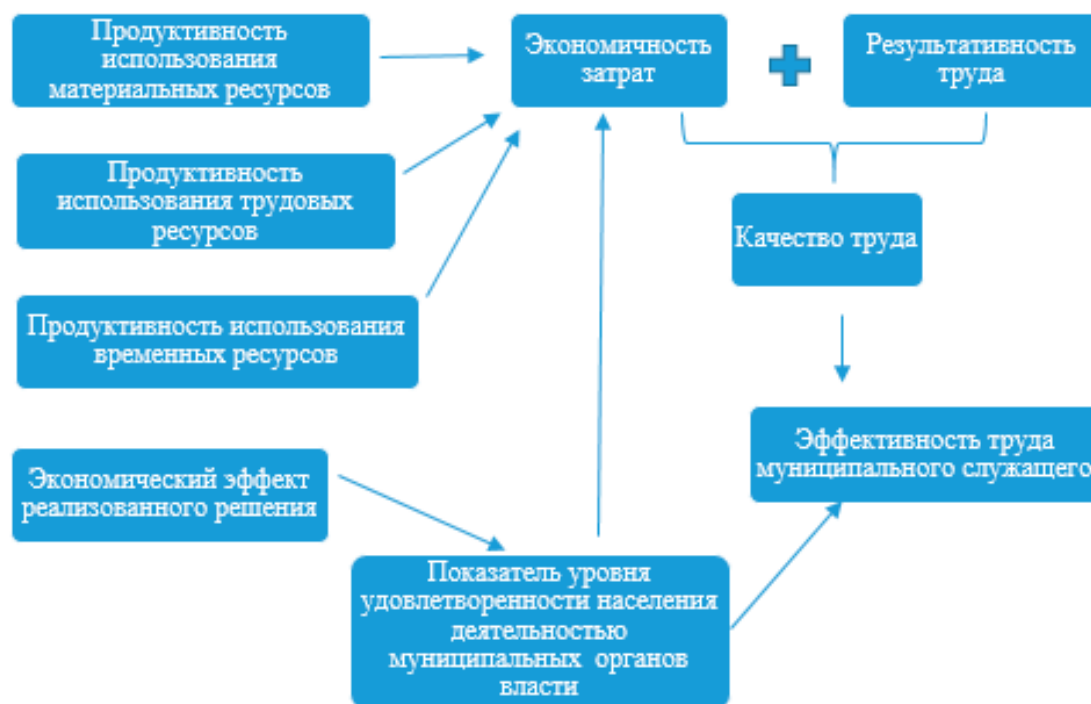 Продуктивность
использования
материальных ресурсов
Экономичность
затрат
Результативность
труда
Продуктивность
использования трудовых
ресурсов
Качество труда
Продуктивность использования
временных ресурсов
Эффективность труда
муниципального служащего
Экономический эффект
реализованного решения
Показатель уровня
удовлетворенности населения
деятельностью
муниципальных органов
власти